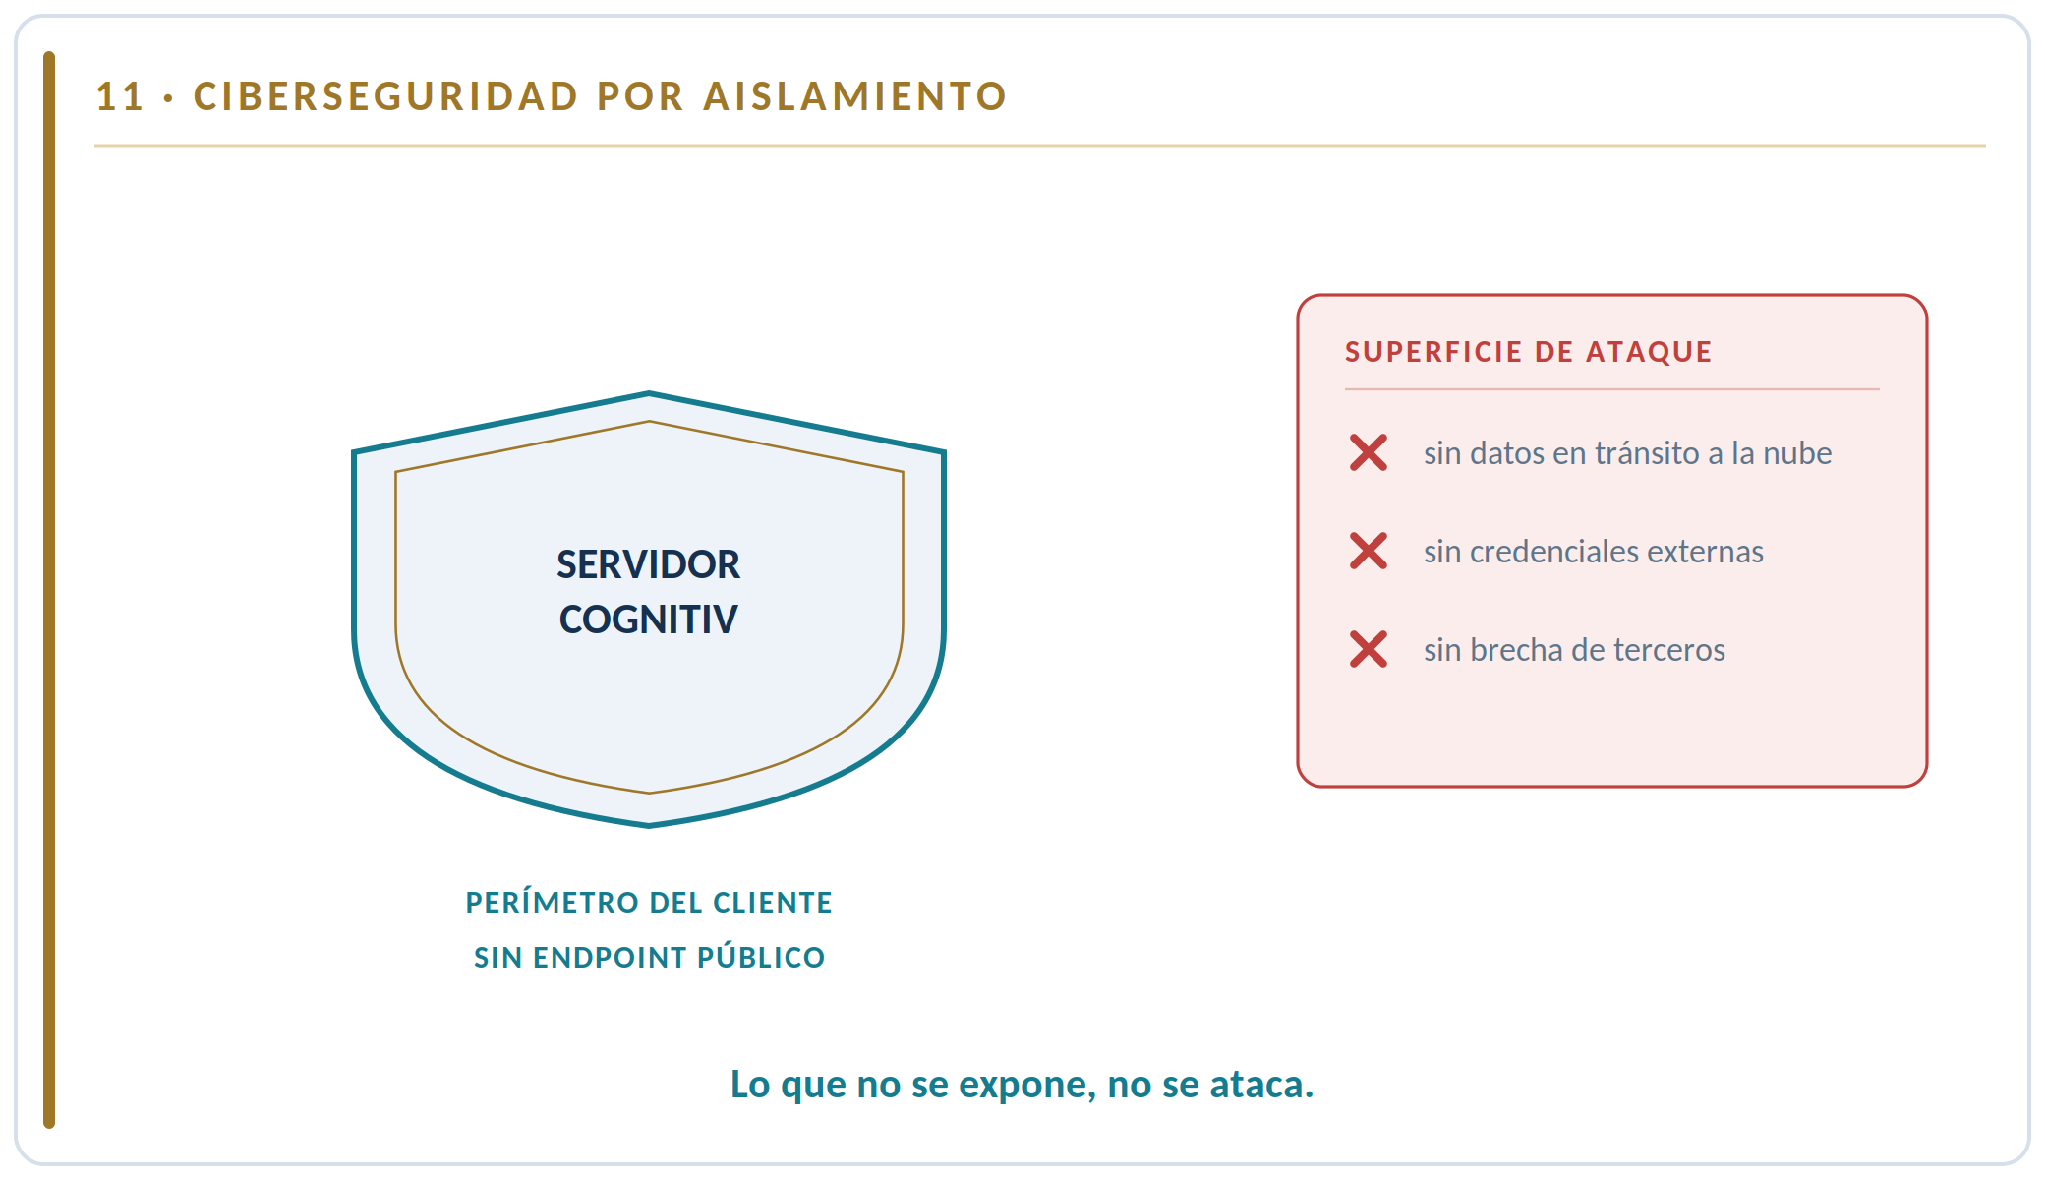 11 · CIBERSEGURIDAD POR AISLAMIENTO
SERVIDOR
COGNITIV
PERÍMETRO DEL CLIENTE
SIN ENDPOINT PÚBLICO
SUPERFICIE DE ATAQUE
sin datos en tránsito a la nube
sin credenciales externas
sin brecha de terceros
Lo que no se expone, no se ataca.